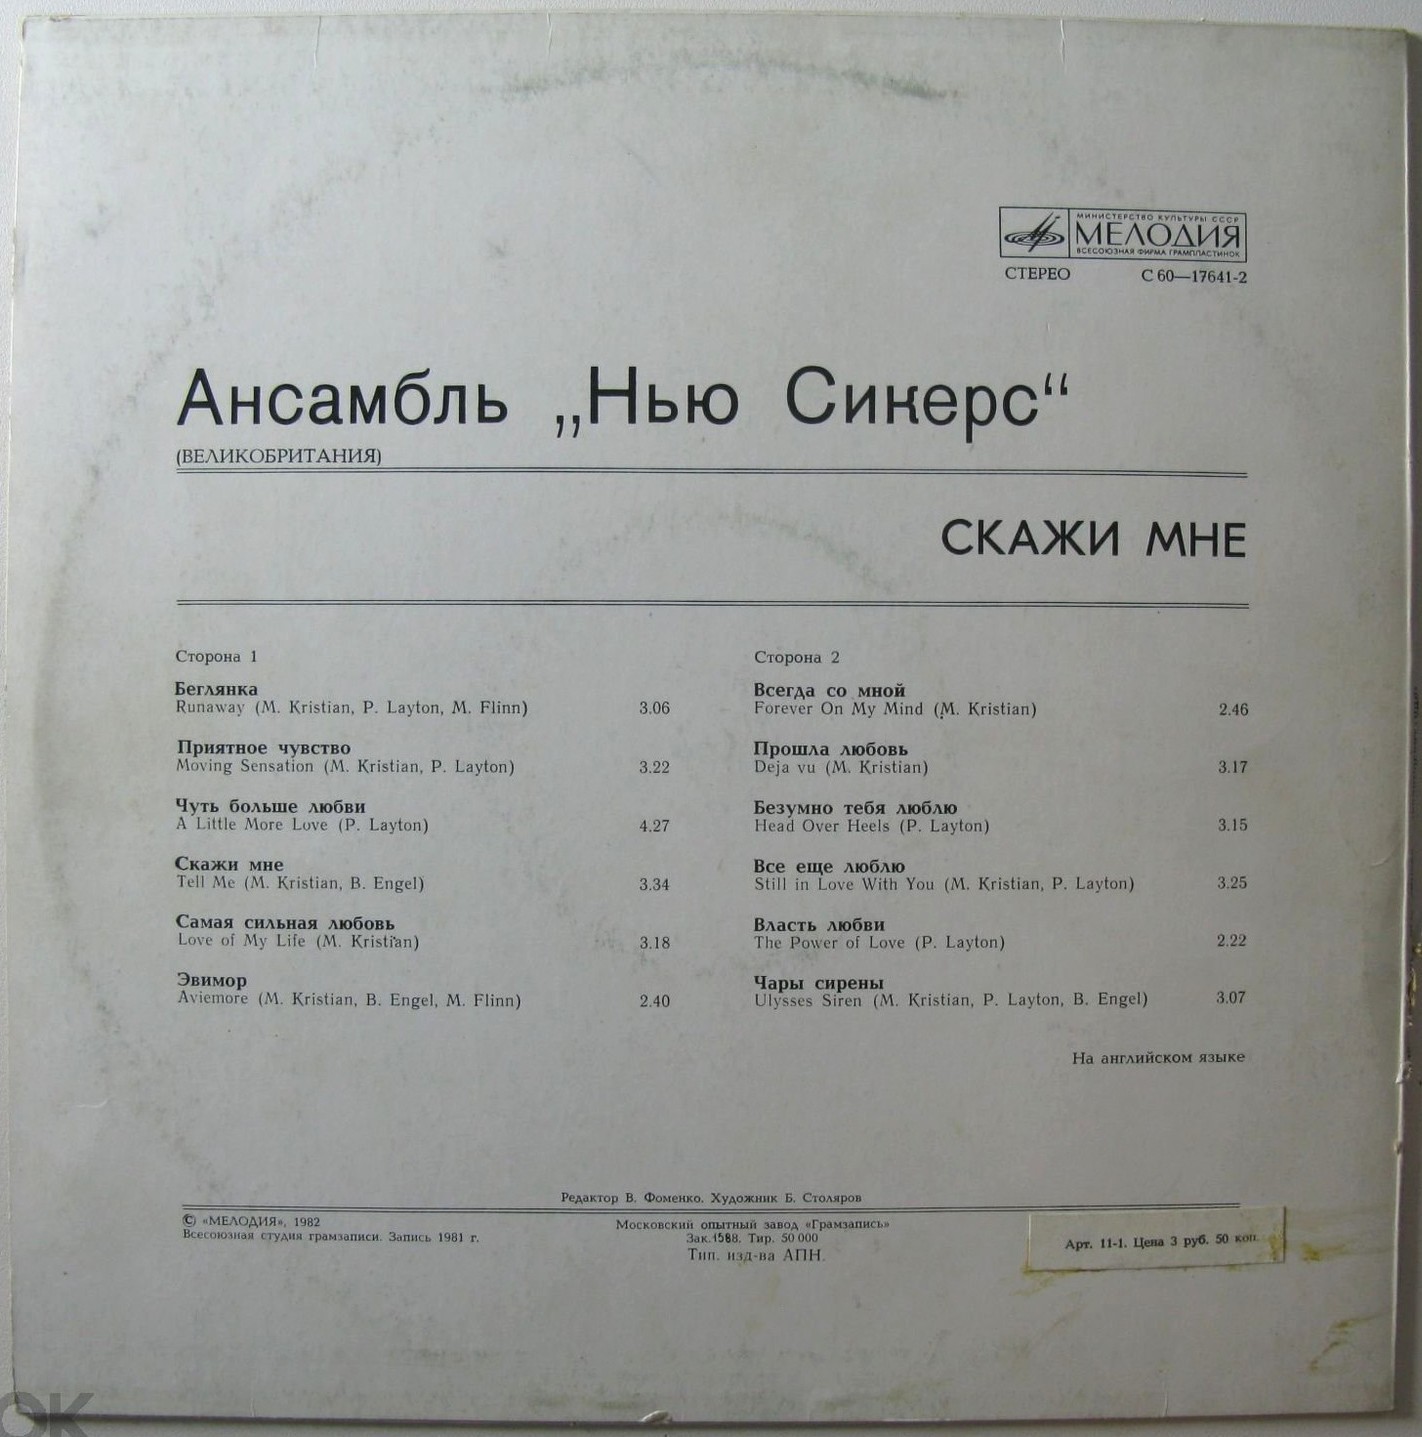 МИНИСТЕРСТВО КУЛЬТУРЫ СССР
МЕЛОДИЯ
ВСЕСОЮЗНАЯ ФИРМА ГРАМПЛАСТИНОК
СТЕРЕО С 60—17641-2
Ансамбль „Нью Сикерс“
(ВЕЛИКОБРИТАНИЯ)
СКАЖИ МНЕ
Сторона 1
Беглянка
Runaway (M. Kristian, P. Layton, M. Flinn) 3.06
Приятное чувство
Moving Sensation (M. Kristian, P. Layton) 3.22
Чуть больше любви
A Little More Love (P. Layton) 4.27
Скажи мне
Tell Me (M. Kristian, B. Engel) 3.34
Самая сильная любовь
Love of My Life (M. Kristian) 3.18
Эвимор
Aviemore (M. Kristian, B. Engel, M. Flinn) 2.40
Сторона 2
Всегда со мной
Forever On My Mind (M. Kristian) 2.46
Прошла любовь
Deja vu (M. Kristian) 3.17
Безумно тебя люблю
Head Over Heels (P. Layton) 3.15
Все еще люблю
Still in Love With You (M. Kristian, P. Layton) 3.25
Власть любви
The Power of Love (P. Layton) 2.22
Чары сирены
Ulysses Siren (M. Kristian, P. Layton, B. Engel) 3.07
На английском языке
Редактор В. Фоменко. Художник Б. Столяров
© «МЕЛОДИЯ», 1982
Всесоюзная студия грамзаписи. Запись 1981 г.
Московский опытный завод «Грамзапись»
Зак.1588. Тир. 50 000
Тип. изд-ва АПН.
Арт. 11-1. Цена 3 руб. 50 коп.
OK